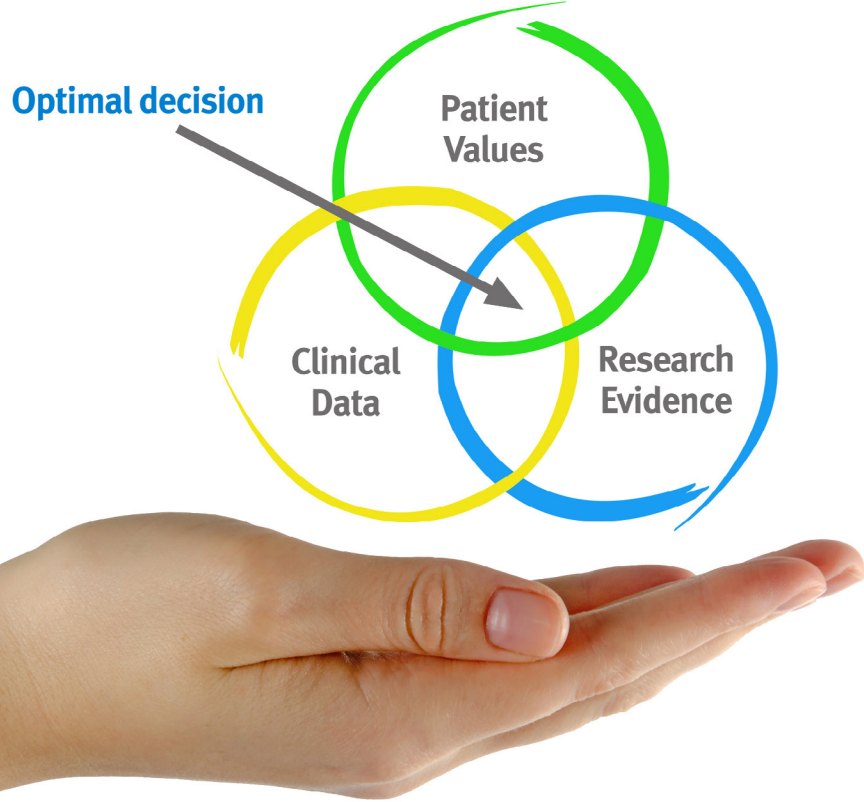 Optimal decision
Patient
Values
Clinical
Data
Research
Evidence